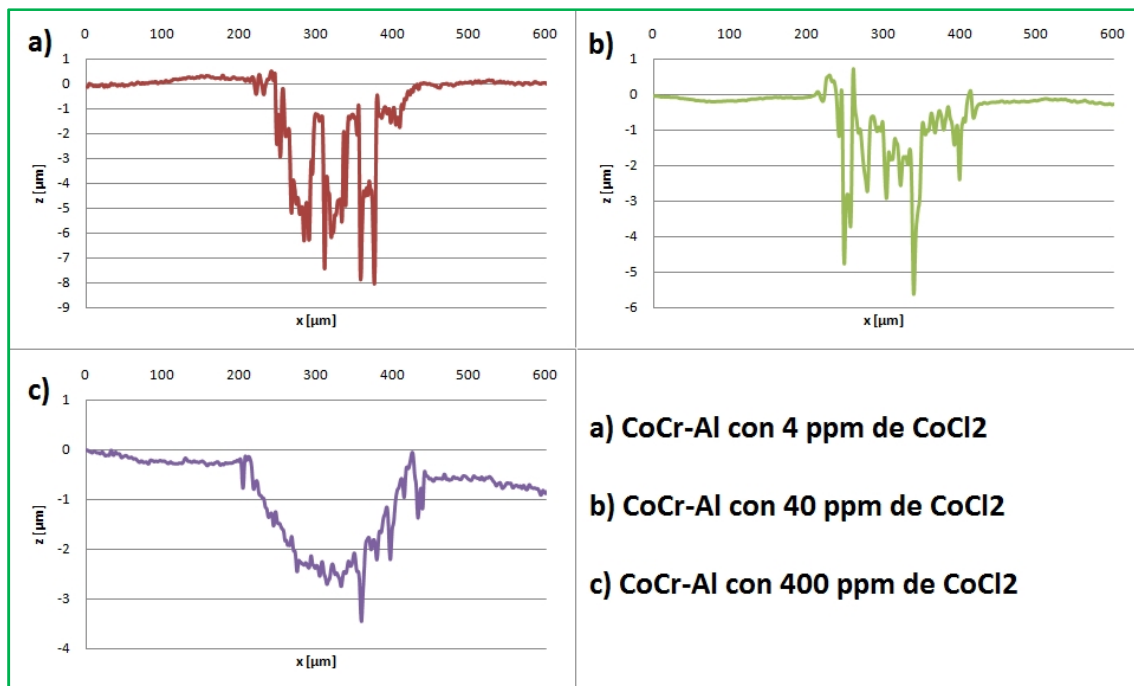 a)
0 100 200 300 400 500 600
1
0
-1
-2
-3
-4
-5
-6
-7
-8
-9
z [µm]
x [µm]
b)
0 100 200 300 400 500 600
1
0
-1
-2
-3
-4
-5
-6
z [µm]
x [µm]
c)
0 100 200 300 400 500 600
1
0
-1
-2
-3
-4
z [µm]
x [µm]
a) CoCr-Al con 4 ppm de CoCl2
b) CoCr-Al con 40 ppm de CoCl2
c) CoCr-Al con 400 ppm de CoCl2